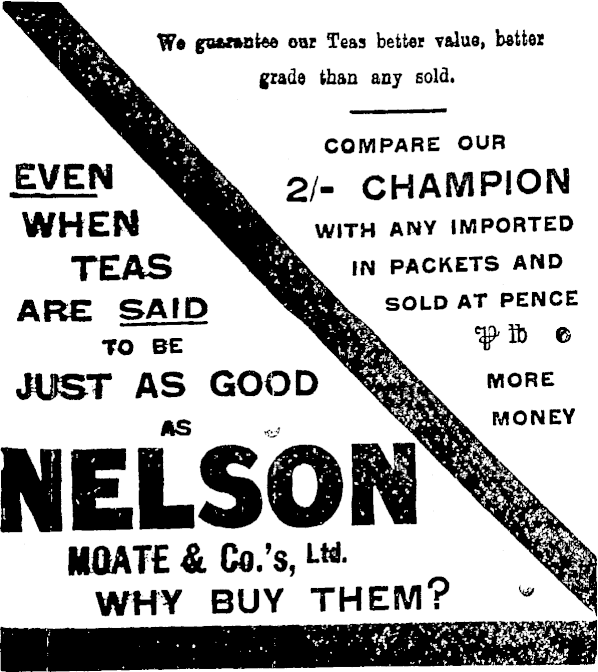 We guarantee our Teas better value, better
grade than any sold.
COMPARE OUR
2/- CHAMPION
WITH ANY IMPORTED
IN PACKETS AND
SOLD AT PENCE
℔ lb
MORE
MONEY
EVEN
WHEN
TEAS
ARE SAID
TO BE
JUST AS GOOD
AS
NELSON
MOATE & Co.'s, Ltd.
WHY BUY THEM?